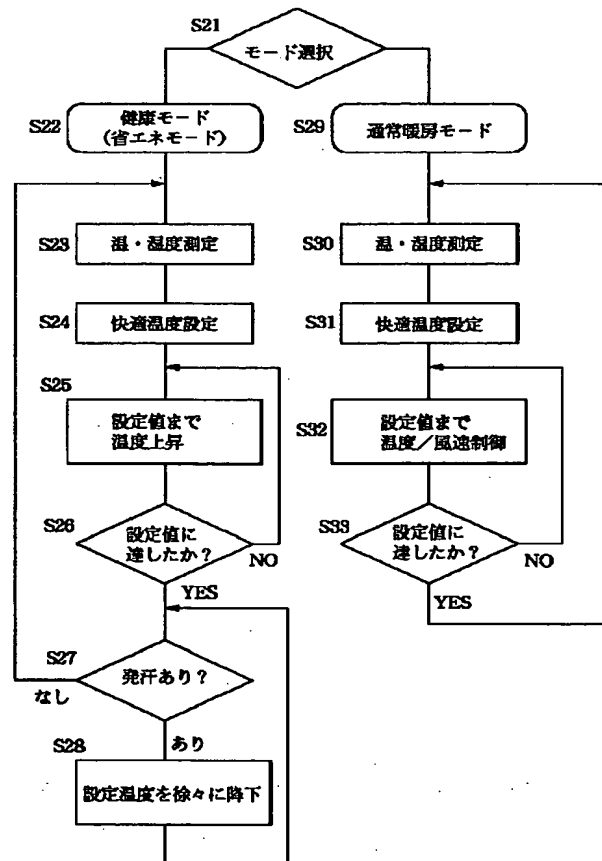 S21
モード選択
S22
健康モード
(省エネモード)
S29
通常暖房モード
S23
温・湿度測定
S30
温・湿度測定
S24
快適温度設定
S31
快適温度設定
S25
設定値まで
温度上昇
S32
設定値まで
温度／風速制御
S26
設定値に
達したか？
NO
YES
S33
設定値に
達したか？
NO
YES
S27
発汗あり？
なし
あり
S28
設定温度を徐々に降下